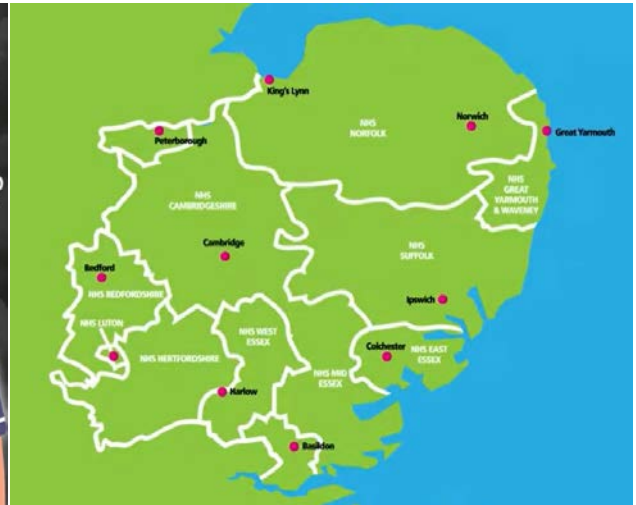 King's Lynn
Norwich
NHS
NORFOLK
Great Yarmouth
Peterborough
NHS
GREAT
YARMOUTH
& WAVENEY
NHS
CAMBRIDGESHIRE
Cambridge
NHS
SUFFOLK
Bedford
NHS BEDFORDSHIRE
Ipswich
NHS LUTON
NHS HERTFORDSHIRE
NHS WEST
ESSEX
Colchester
NHS EAST
ESSEX
NHS MID
ESSEX
Harlow
Basildon